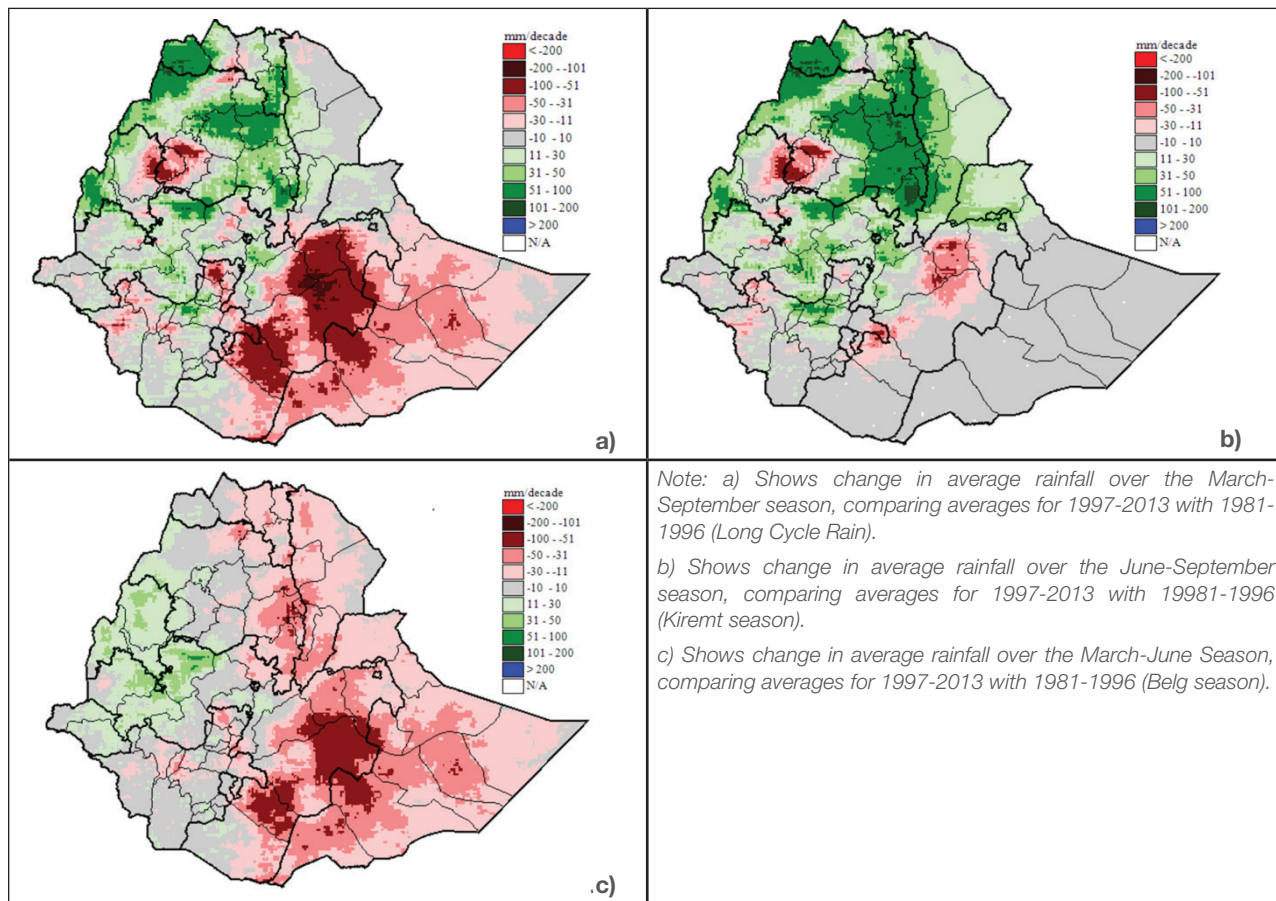 mm/decade
< -200
-200 - -101
-100 - -51
-50 - -31
-30 - -11
-10 - 10
11 - 30
31 - 50
51 - 100
101 - 200
> 200
N/A
a)
mm/decade
< -200
-200 - -101
-100 - -51
-50 - -31
-30 - -11
-10 - 10
11 - 30
31 - 50
51 - 100
101 - 200
> 200
N/A
b)
mm/decade
< -200
-200 - -101
-100 - -51
-50 - -31
-30 - -11
-10 - 10
11 - 30
31 - 50
51 - 100
101 - 200
> 200
N/A
.c)
Note: a) Shows change in average rainfall over the March-
September season, comparing averages for 1997-2013 with 1981-
1996 (Long Cycle Rain).
b) Shows change in average rainfall over the June-September
season, comparing averages for 1997-2013 with 19981-1996
(Kiremt season).
c) Shows change in average rainfall over the March-June Season,
comparing averages for 1997-2013 with 1981-1996 (Belg season).